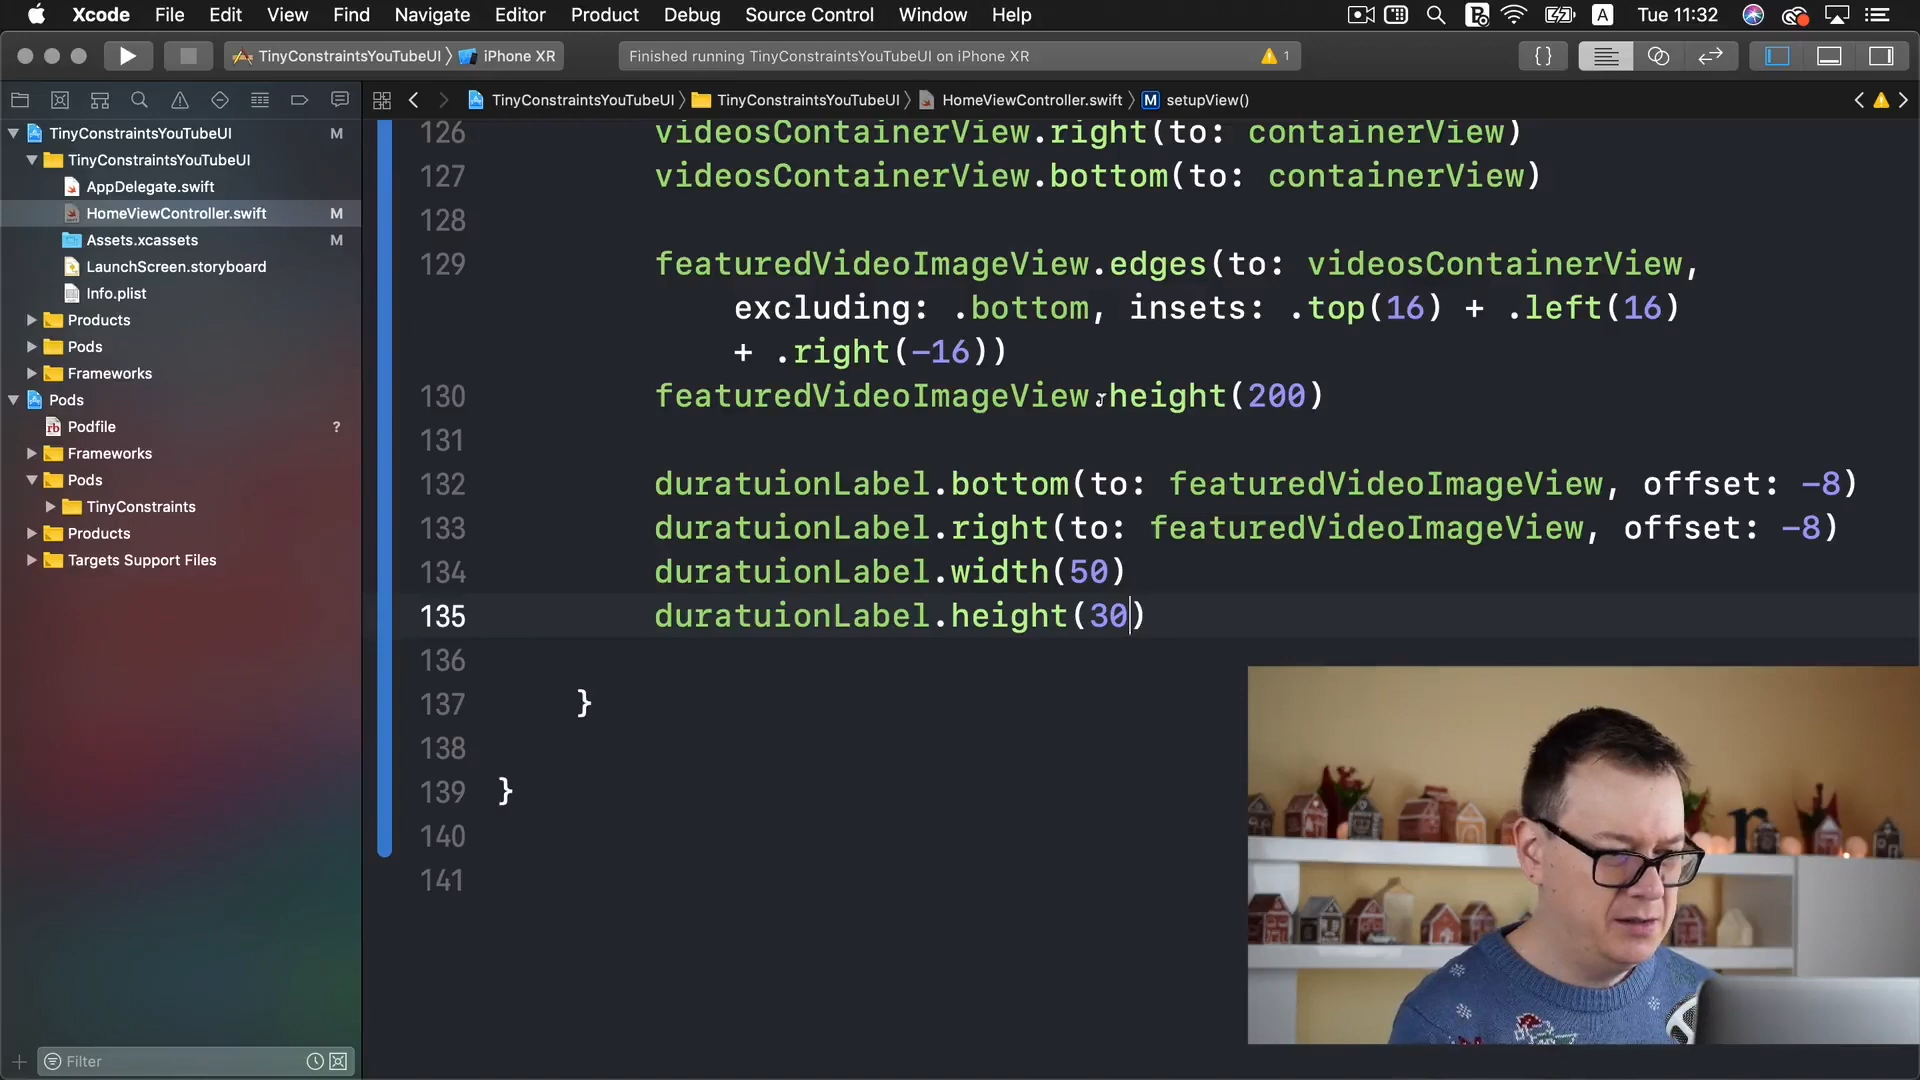 Xcode File Edit View Find Navigate Editor Product Debug Source Control Window Help A Tue 11:32
TinyConstraintsYouTubeUI iPhone XR Finished running TinyConstraintsYouTubeUI on iPhone XR 1 {}
TinyConstraintsYouTubeUI TinyConstraintsYouTubeUI HomeViewController.swift M setupView()
TinyConstraintsYouTubeUI M
TinyConstraintsYouTubeUI
AppDelegate.swift
HomeViewController.swift M
Assets.xcassets M
LaunchScreen.storyboard
Info.plist
Products
Pods
Frameworks
Pods
rb Podfile ?
Frameworks
Pods
TinyConstraints
Products
Targets Support Files
Filter
126 videosContainerView.right(to: containerView)
127 videosContainerView.bottom(to: containerView)
128
129 featuredVideoImageView.edges(to: videosContainerView,
excluding: .bottom, insets: .top(16) + .left(16)
+ .right(-16))
130 featuredVideoImageView.height(200)
131
132 duratuionLabel.bottom(to: featuredVideoImageView, offset: -8)
133 duratuionLabel.right(to: featuredVideoImageView, offset: -8)
134 duratuionLabel.width(50)
135 duratuionLabel.height(30)
136
137 }
138
139 }
140
141